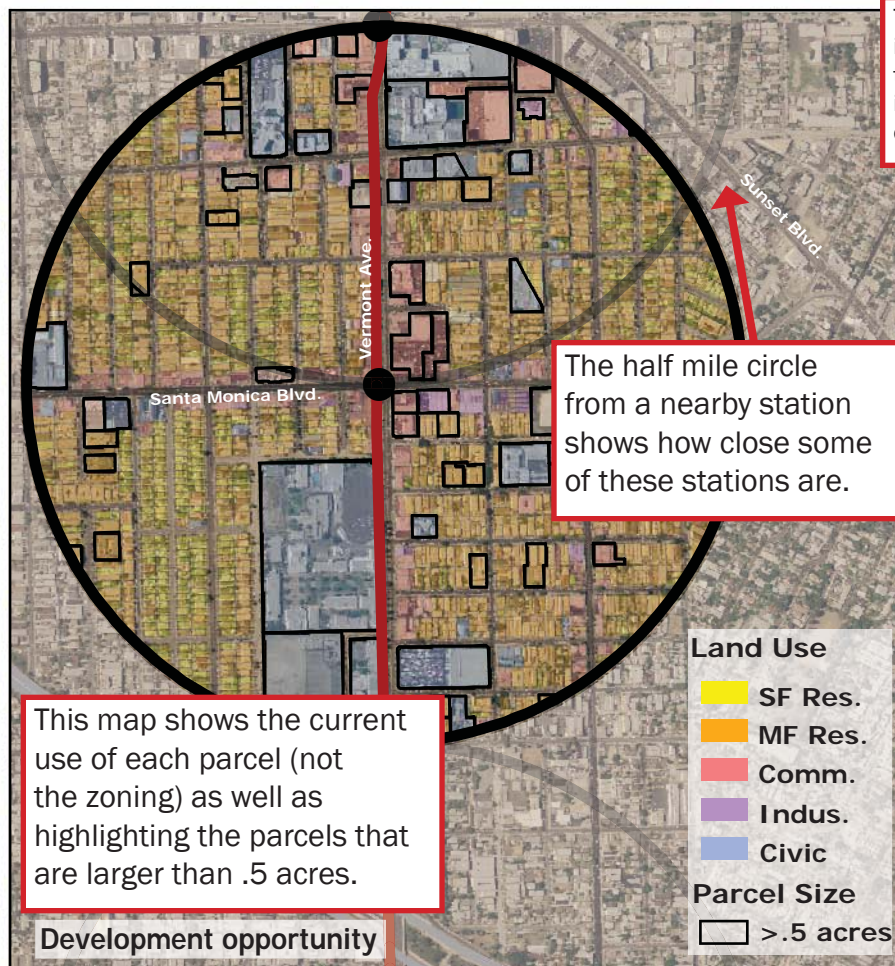 Sunset Blvd.
Vermont Ave.
Santa Monica Blvd.
The half mile circle
from a nearby station
shows how close some
of these stations are.
This map shows the current
use of each parcel (not
the zoning) as well as
highlighting the parcels that
are larger than .5 acres.
Land Use
SF Res.
MF Res.
Comm.
Indus.
Civic
Parcel Size
>.5 acres
Development opportunity